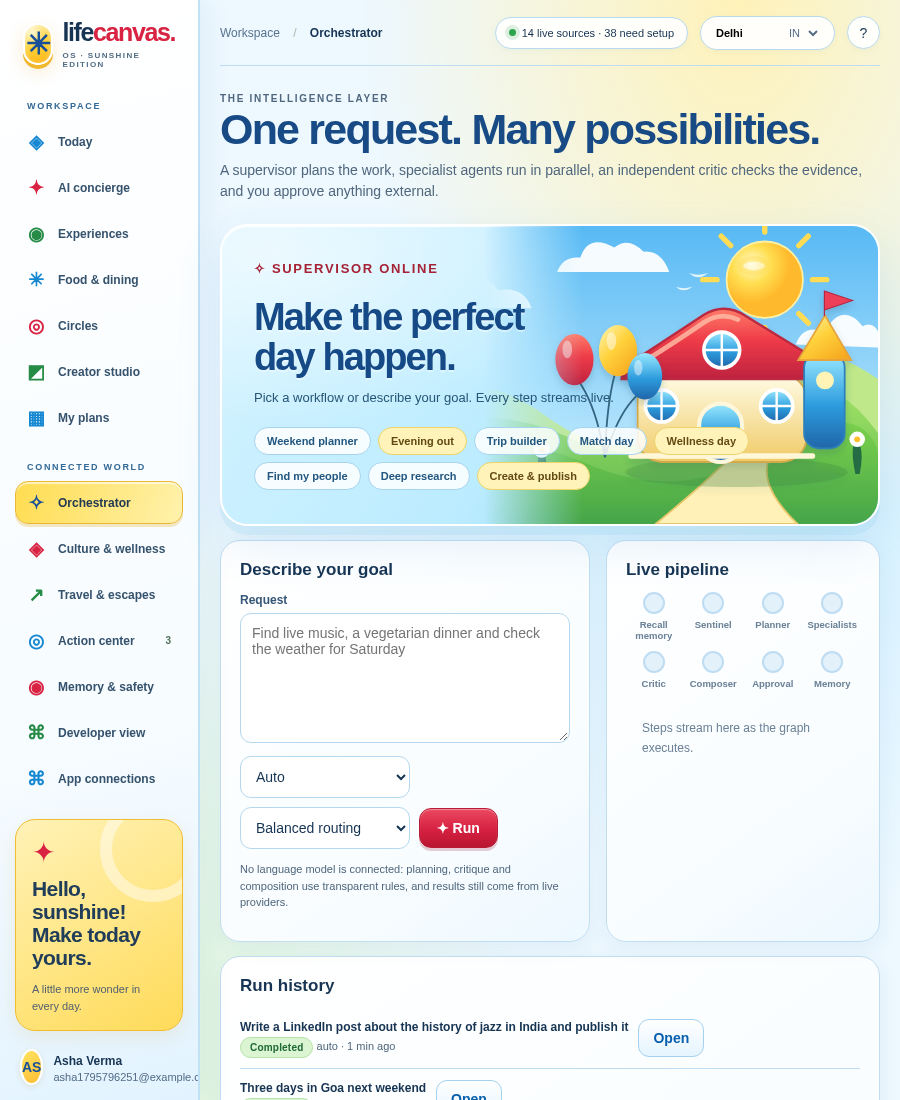 lifecanvas.
OS · SUNSHINE
EDITION
WORKSPACE
Today
AI concierge
Experiences
Food & dining
Circles
Creator studio
My plans
CONNECTED WORLD
Orchestrator
Culture & wellness
Travel & escapes
Action center 3
Memory & safety
Developer view
App connections
Hello,
sunshine!
Make today
yours.
A little more wonder in
every day.
AS
Asha Verma
asha1795796251@example.c
Workspace / Orchestrator
14 live sources · 38 need setup
Delhi IN
?
THE INTELLIGENCE LAYER
One request. Many possibilities.
A supervisor plans the work, specialist agents run in parallel, an independent critic checks the evidence,
and you approve anything external.
SUPERVISOR ONLINE
Make the perfect
day happen.
Pick a workflow or describe your goal. Every step streams live.
Weekend planner
Evening out
Trip builder
Match day
Wellness day
Find my people
Deep research
Create & publish
Describe your goal
Request
Find live music, a vegetarian dinner and check
the weather for Saturday
Auto
Balanced routing
✦ Run
No language model is connected: planning, critique and
composition use transparent rules, and results still come from live
providers.
Live pipeline
Recall
memory
Sentinel
Planner
Specialists
Critic
Composer
Approval
Memory
Steps stream here as the graph
executes.
Run history
Write a LinkedIn post about the history of jazz in India and publish it
Completed auto · 1 min ago
Open
Three days in Goa next weekend
Open